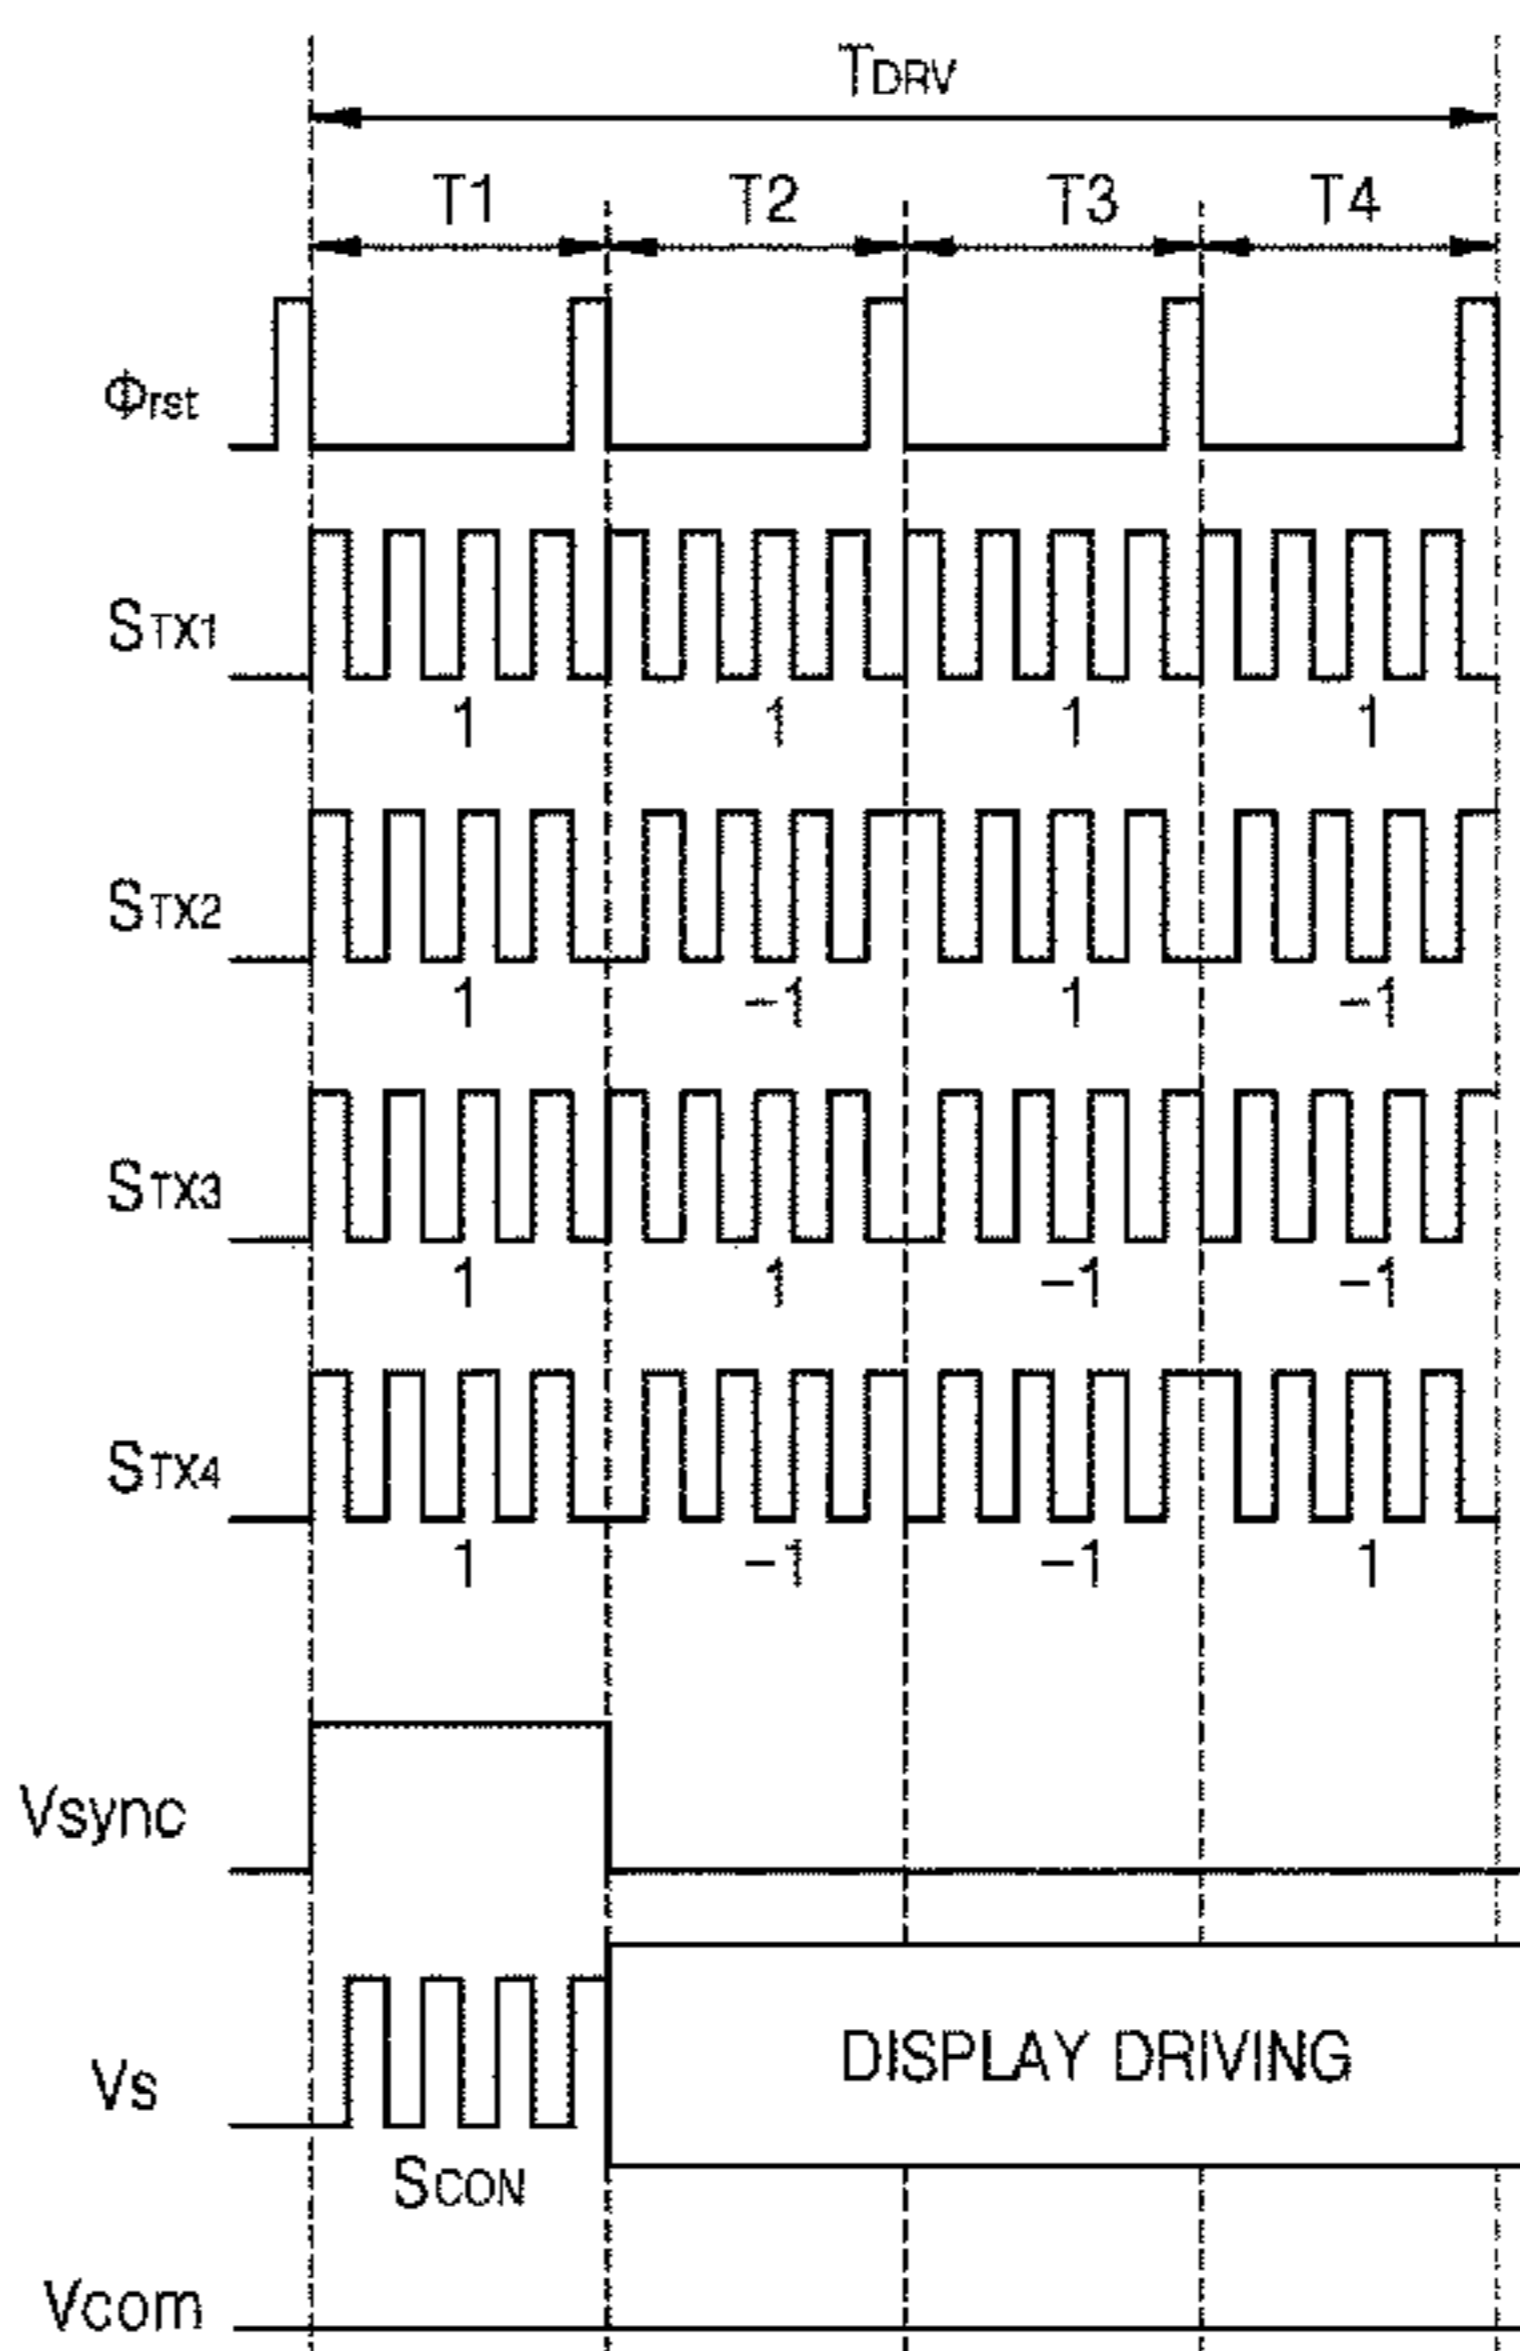 TDRV
T1 T2 T3 T4
Φrst
STX1
1 1 1 1
STX2
1 -1 1 -1
STX3
1 1 -1 -1
STX4
1 -1 -1 1
Vsync
Vs
DISPLAY DRIVING
SCON
Vcom